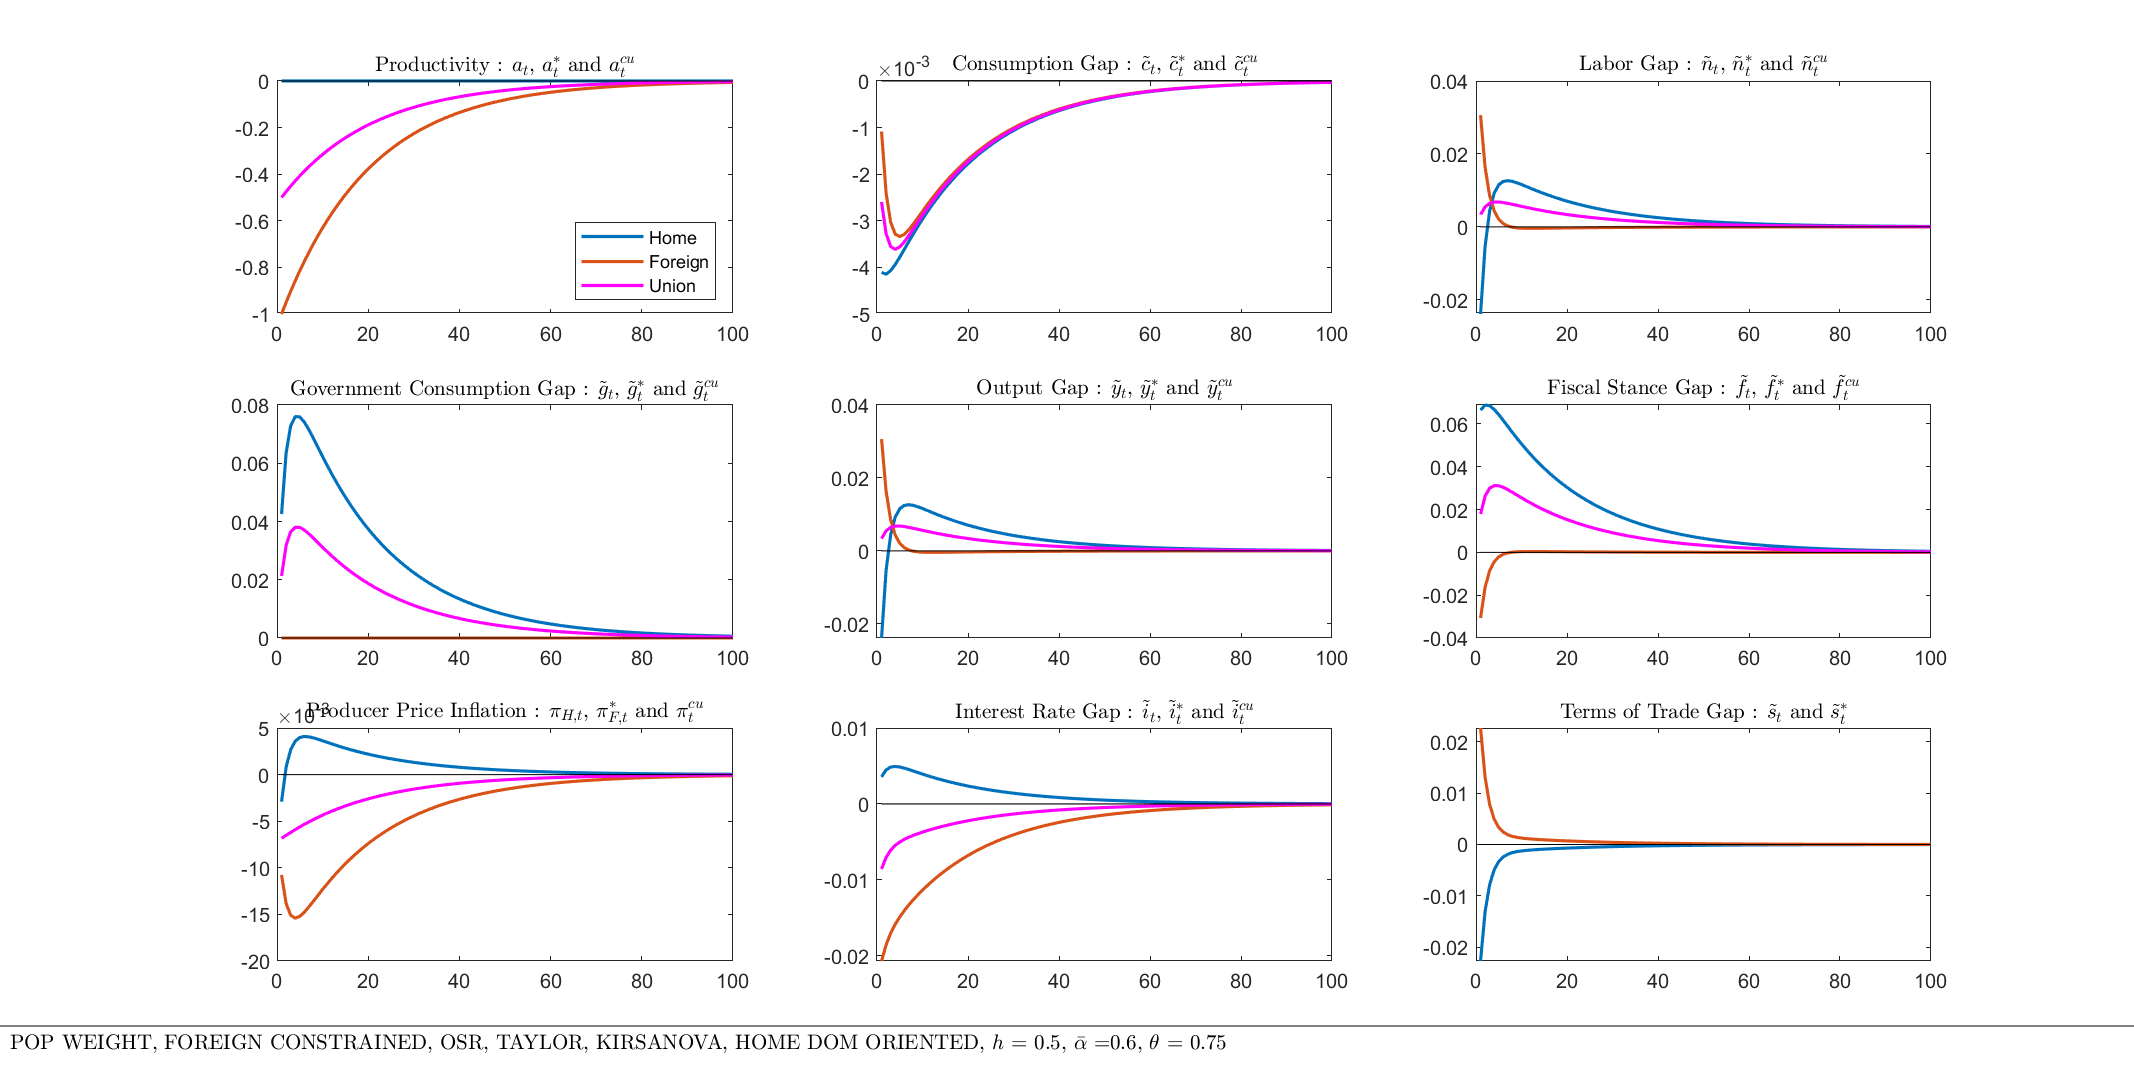 Productivity : a_t, a_t^* and a_t^{cu}
0
-0.2
-0.4
-0.6
-0.8
-1
0 20 40 60 80 100
Home
Foreign
Union
×10^{-3} Consumption Gap : c̃_t, c̃_t^* and c̃_t^{cu}
0
-1
-2
-3
-4
-5
0 20 40 60 80 100
Labor Gap : ñ_t, ñ_t^* and ñ_t^{cu}
0.04
0.02
0
-0.02
0 20 40 60 80 100
Government Consumption Gap : g̃_t, g̃_t^* and g̃_t^{cu}
0.08
0.06
0.04
0.02
0
0 20 40 60 80 100
Output Gap : ỹ_t, ỹ_t^* and ỹ_t^{cu}
0.04
0.02
0
-0.02
0 20 40 60 80 100
Fiscal Stance Gap : f̃_t, f̃_t^* and f̃_t^{cu}
0.06
0.04
0.02
0
-0.02
-0.04
0 20 40 60 80 100
×10^{-3} Producer Price Inflation : π_{H,t}, π_{F,t}^* and π_t^{cu}
5
0
-5
-10
-15
-20
0 20 40 60 80 100
Interest Rate Gap : ĩ_t, ĩ_t^* and ĩ_t^{cu}
0.01
0
-0.01
-0.02
0 20 40 60 80 100
Terms of Trade Gap : s̃_t and s̃_t^*
0.02
0.01
0
-0.01
-0.02
0 20 40 60 80 100
POP WEIGHT, FOREIGN CONSTRAINED, OSR, TAYLOR, KIRSANOVA, HOME DOM ORIENTED, h = 0.5, ᾱ =0.6, θ = 0.75